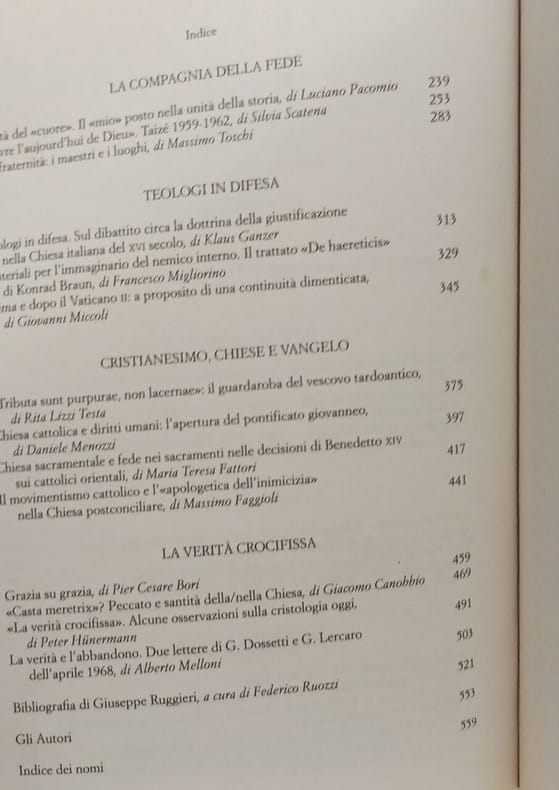 Indice
LA COMPAGNIA DELLA FEDE
tà del «cuore». Il «mio» posto nella unità della storia, di Luciano Pacomio 239
vre l'aujourd'hui de Dieu». Taizé 1959-1962, di Silvia Scatena 253
fraternità: i maestri e i luoghi, di Massimo Toschi 283
TEOLOGI IN DIFESA
ologi in difesa. Sul dibattito circa la dottrina della giustificazione
nella Chiesa italiana del XVI secolo, di Klaus Ganzer 313
teriali per l'immaginario del nemico interno. Il trattato «De haereticis»
di Konrad Braun, di Francesco Migliorino 329
ma e dopo il Vaticano II: a proposito di una continuità dimenticata,
di Giovanni Miccoli 345
CRISTIANESIMO, CHIESE E VANGELO
Tributa sunt purpurae, non lacernae»: il guardaroba del vescovo tardoantico,
di Rita Lizzi Testa 375
Chiesa cattolica e diritti umani: l'apertura del pontificato giovanneo,
di Daniele Menozzi 397
Chiesa sacramentale e fede nei sacramenti nelle decisioni di Benedetto XIV
sui cattolici orientali, di Maria Teresa Fattori 417
Il movimentismo cattolico e l'«apologetica dell'inimicizia»
nella Chiesa postconciliare, di Massimo Faggioli 441
LA VERITÀ CROCIFISSA
Grazia su grazia, di Pier Cesare Bori 459
«Casta meretrix»? Peccato e santità della/nella Chiesa, di Giacomo Canobbio 469
«La verità crocifissa». Alcune osservazioni sulla cristologia oggi,
di Peter Hünermann 491
La verità e l'abbandono. Due lettere di G. Dossetti e G. Lercaro
dell'aprile 1968, di Alberto Melloni 503
Bibliografia di Giuseppe Ruggieri, a cura di Federico Ruozzi 521
Gli Autori 553
Indice dei nomi 559